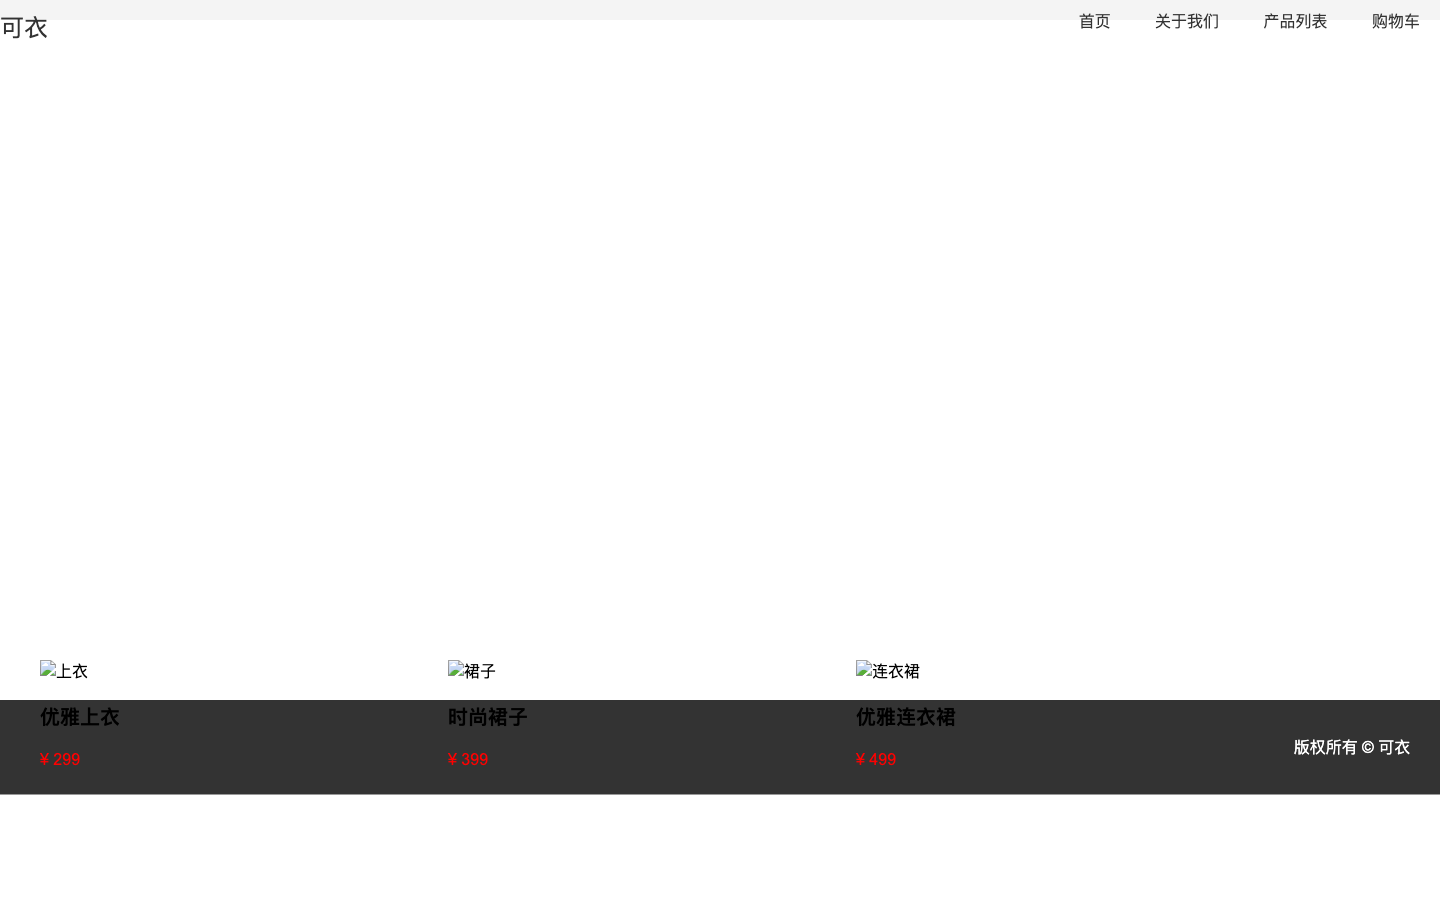 可衣
首页 关于我们 产品列表 购物车
上衣 裙子 连衣裙
优雅上衣 时尚裙子 优雅连衣裙
¥ 299 ¥ 399 ¥ 499
版权所有 © 可衣